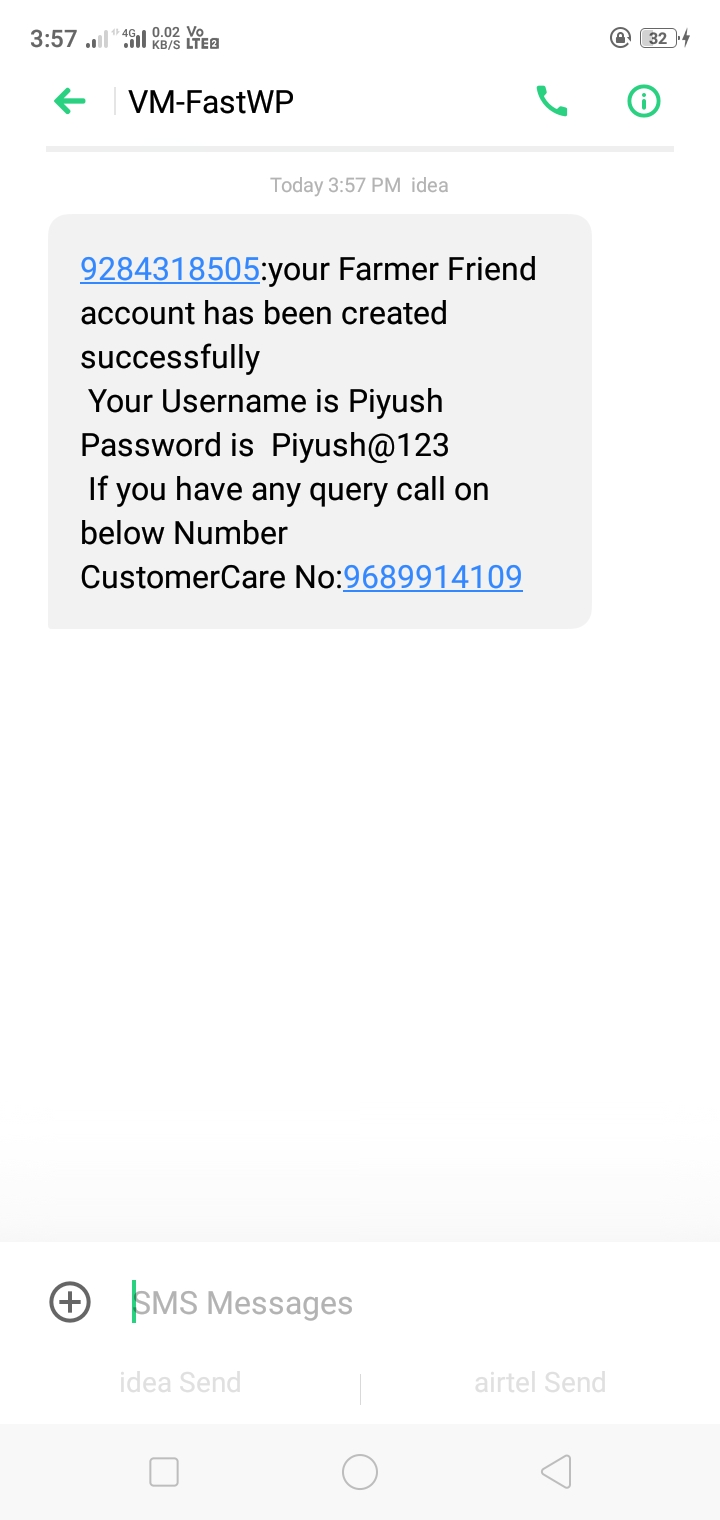 3:57 4G 0.02 KB/S Vo LTE2 32
VM-FastWP
Today 3:57 PM idea
9284318505:your Farmer Friend
account has been created
successfully
Your Username is Piyush
Password is Piyush@123
If you have any query call on
below Number
CustomerCare No:9689914109
SMS Messages
idea Send airtel Send